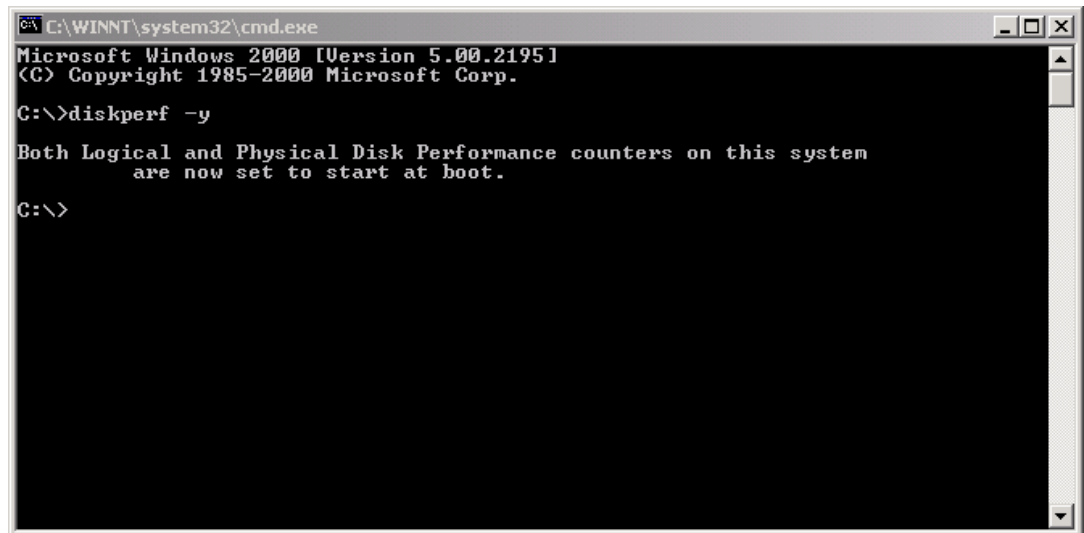 C:\WINNT\system32\cmd.exe
Microsoft Windows 2000 [Version 5.00.2195]
(C) Copyright 1985-2000 Microsoft Corp.
C:\>diskperf -y
Both Logical and Physical Disk Performance counters on this system
are now set to start at boot.
C:\>